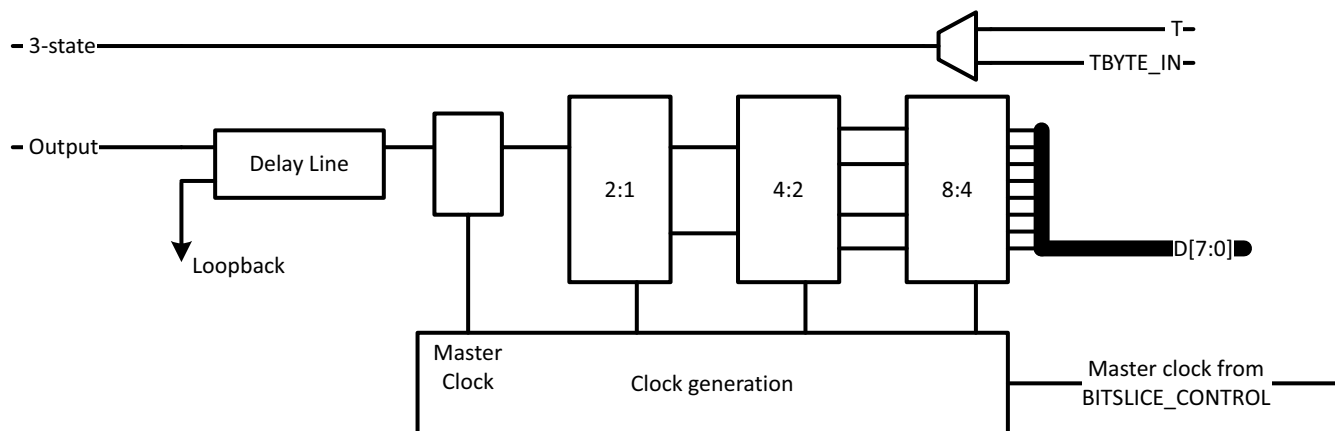 3-state
T
TBYTE_IN
Output
Delay Line
2:1
4:2
8:4
Loopback
D[7:0]
Master
Clock
Clock generation
Master clock from
BITSLICE_CONTROL